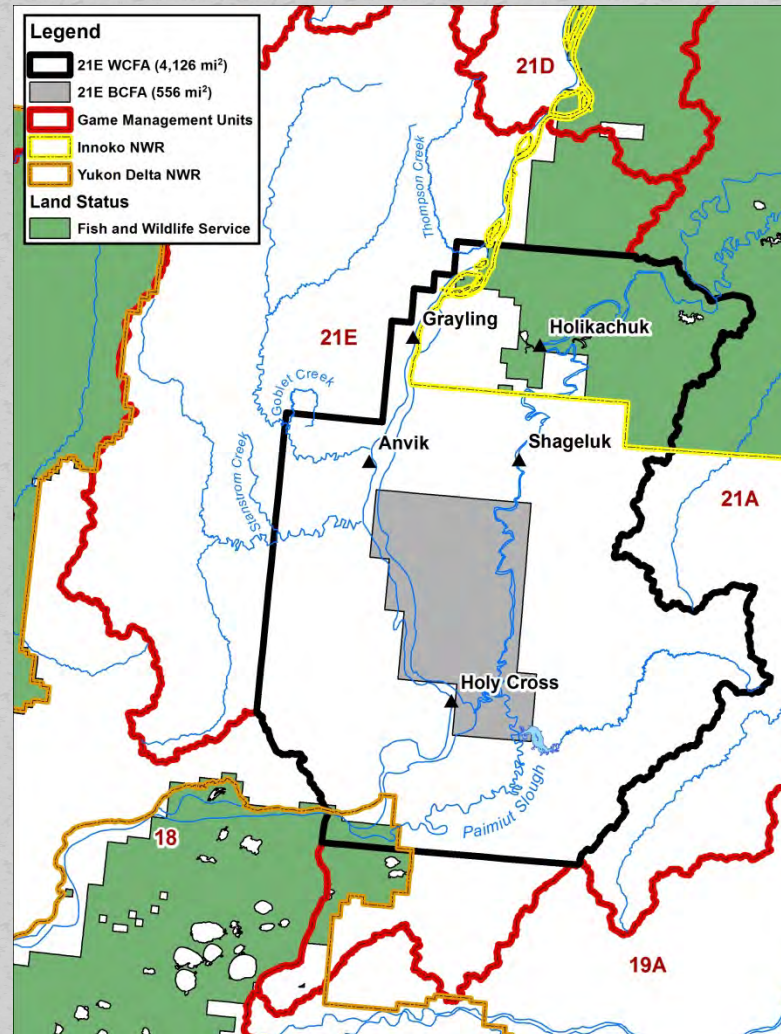 Legend
21E WCFA (4,126 mi²)
21E BCFA (556 mi²)
Game Management Units
Innoko NWR
Yukon Delta NWR
Land Status
Fish and Wildlife Service
21D
Thompson Creek
Grayling
Holikachuk
21E
Goblet Creek
Anvik
Shageluk
Stanstrom Creek
21A
Holy Cross
Paimiut Slough
18
19A